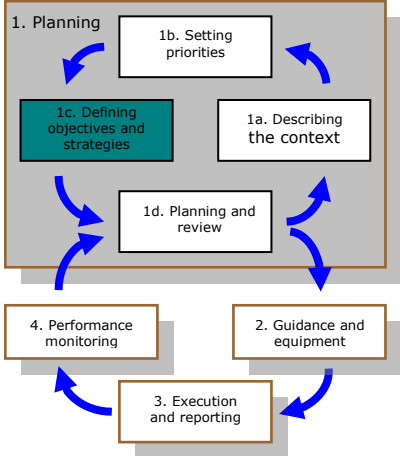 1. Planning
1b. Setting
priorities
1c. Defining
objectives and
strategies
1a. Describing
the context
1d. Planning and
review
4. Performance
monitoring
2. Guidance and
equipment
3. Execution
and reporting